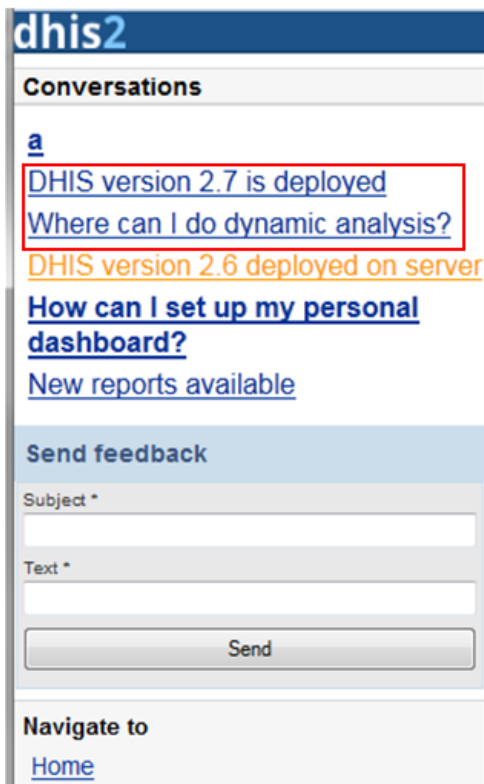 dhis2
Conversations
a
DHIS version 2.7 is deployed
Where can I do dynamic analysis?
DHIS version 2.6 deployed on server
How can I set up my personal
dashboard?
New reports available
Send feedback
Subject *
Text *
Send
Navigate to
Home